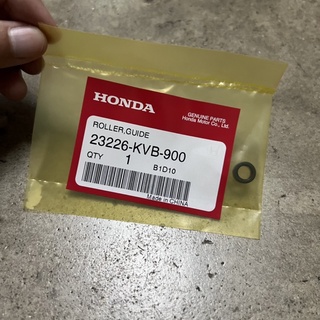 HONDA
GENUINE PARTS
Honda Motor Co., Ltd.
ROLLER,GUIDE
23226-KVB-900
QTY 1 B1D10
Made in CHINA